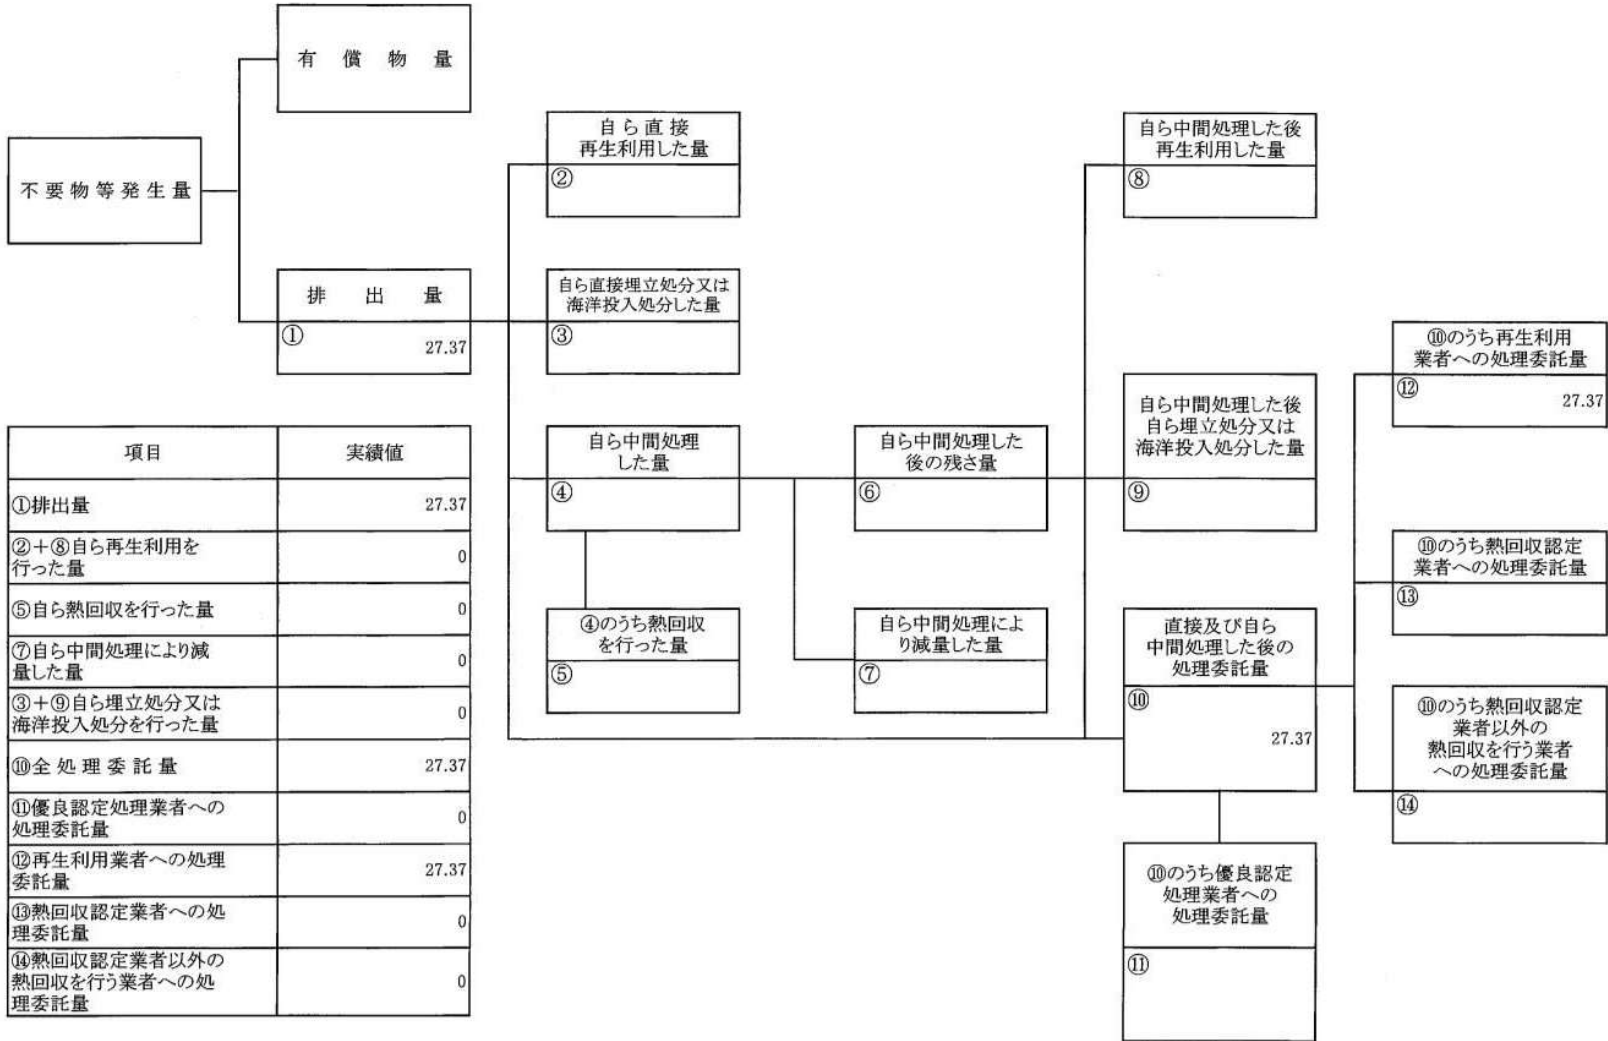 有償物量
不要物等発生量
排出量
①
27.37
自ら直接
再生利用した量
②
自ら直接埋立処分又は
海洋投入処分した量
③
自ら中間処理
した量
④
④のうち熱回収
を行った量
⑤
自ら中間処理した
後の残さ量
⑥
自ら中間処理によ
り減量した量
⑦
自ら中間処理した後
再生利用した量
⑧
自ら中間処理した後
自ら埋立処分又は
海洋投入処分した量
⑨
直接及び自ら
中間処理した後の
処理委託量
⑩
27.37
⑩のうち優良認定
処理業者への
処理委託量
⑪
⑩のうち再生利用
業者への処理委託量
⑫
27.37
⑩のうち熱回収認定
業者への処理委託量
⑬
⑩のうち熱回収認定
業者以外の
熱回収を行う業者
への処理委託量
⑭
項目 実績値
①排出量 27.37
②+⑧自ら再生利用を
行った量 0
⑤自ら熱回収を行った量 0
⑦自ら中間処理により減
量した量 0
③+⑨自ら埋立処分又は
海洋投入処分を行った量 0
⑩全処理委託量 27.37
⑪優良認定処理業者への
処理委託量 0
⑫再生利用業者への処理
委託量 27.37
⑬熱回収認定業者への処
理委託量 0
⑭熱回収認定業者以外の
熱回収を行う業者への処
理委託量 0